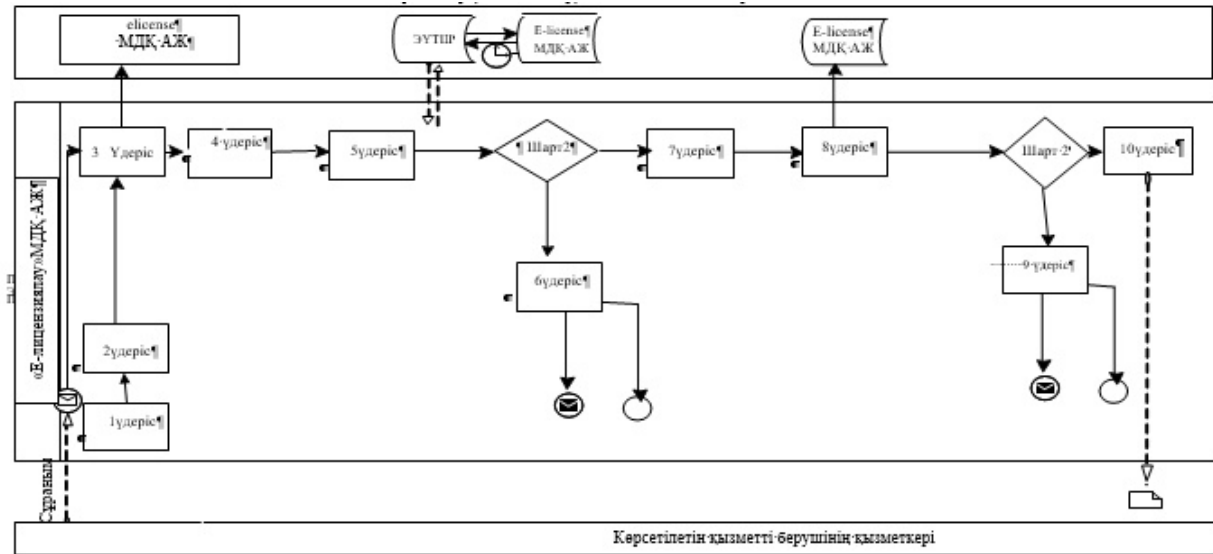 elicense¶
·МДҚ·АЖ¶
ЭҮТШР
E-license¶
МДҚ·АЖ
E-license¶
МДҚ·АЖ
3 Үдеріс
4·үдеріс¶
5үдеріс¶
¶ Шарт2¶
7үдеріс¶
8үдеріс¶
Шарт·2¶
10үдеріс¶
6үдеріс¶
9·үдеріс¶
2үдеріс¶
1үдеріс¶
«Е-лицензиялау»МДҚ·АЖ¶
Сұраным
Көрсетілетін·қызметті·берушінің·қызметкері